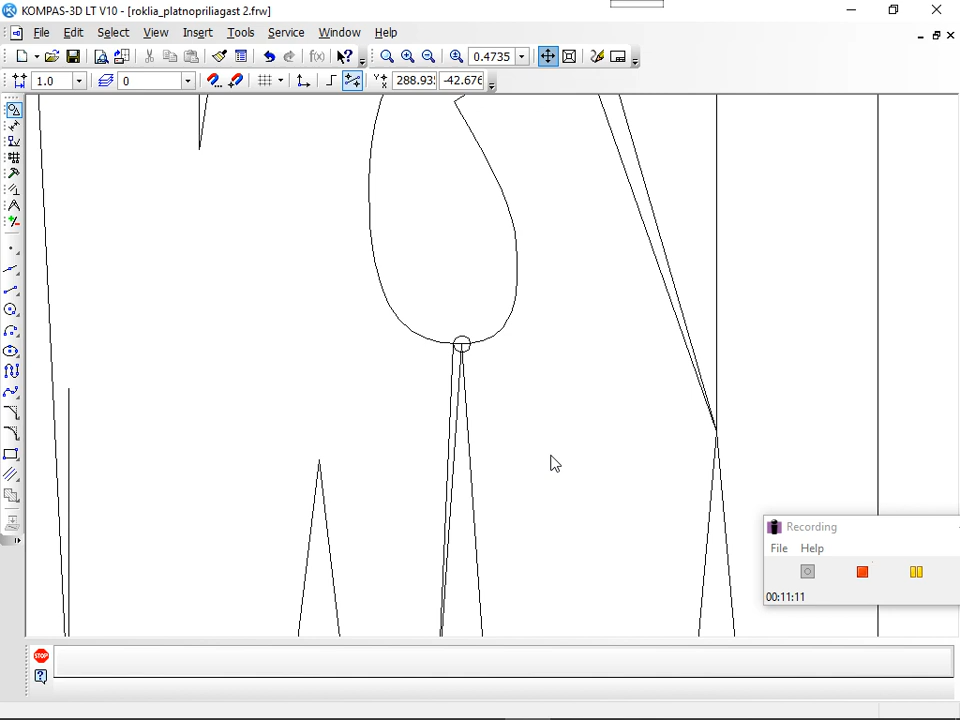 KOMPAS-3D LT V10 - [roklia_platnopriliagast 2.frw]
File Edit Select View Insert Tools Service Window Help
0.4735
1.0 0 288.93 -42.676
Recording
File Help
00:11:11
STOP